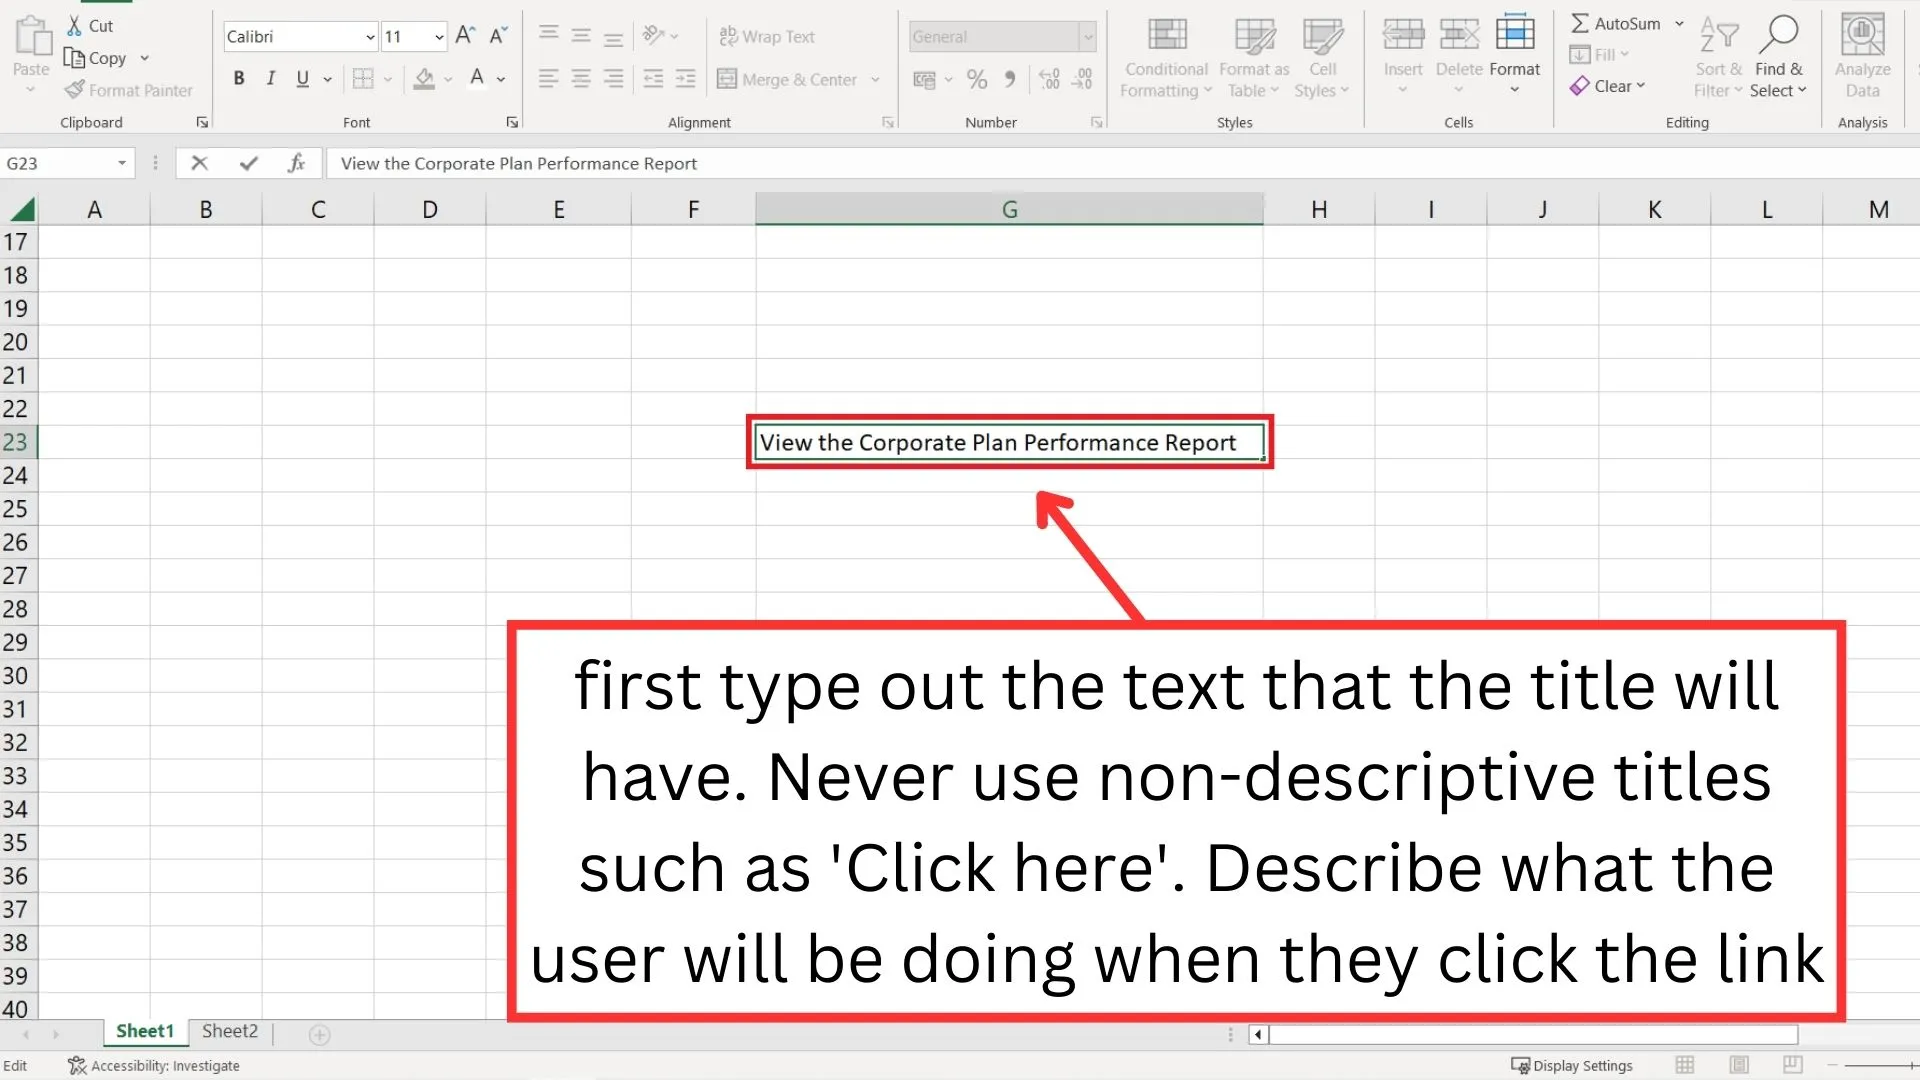 Cut
Copy
Paste
Format Painter
Clipboard
Calibri 11 A A
B I U A
Font
ab Wrap Text
Merge & Center
Alignment
General
% .00 .00
Number
Conditional Formatting
Format as Table
Cell Styles
Styles
Insert Delete Format
Cells
AutoSum
Fill
Clear
Sort & Filter
Find & Select
Editing
Analyze Data
Analysis
G23 fx View the Corporate Plan Performance Report
A B C D E F G H I J K L M
17
18
19
20
21
22
23 View the Corporate Plan Performance Report
24
25
26
27
28
29
30
31
32
33
34
35
36
37
38
39
40
first type out the text that the title will
have. Never use non-descriptive titles
such as 'Click here'. Describe what the
user will be doing when they click the link
Sheet1 Sheet2
Edit Accessibility: Investigate Display Settings